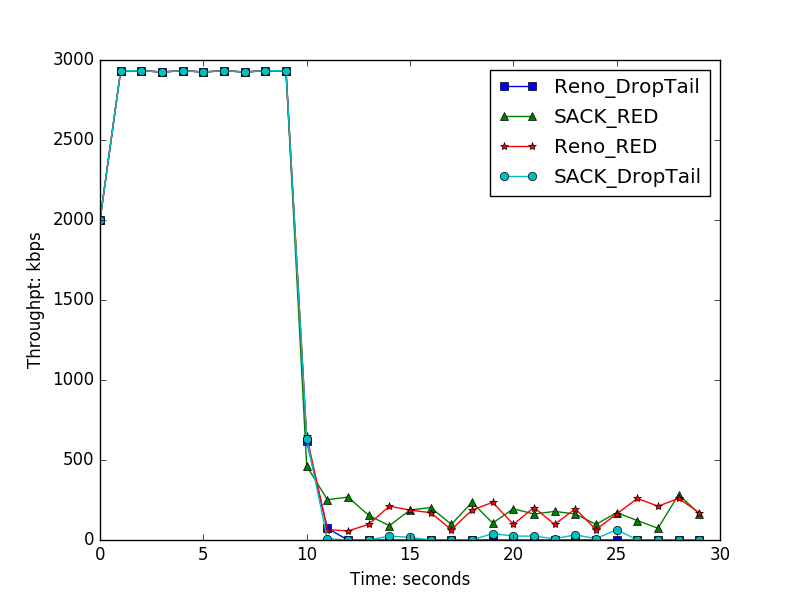 3000
2500
2000
1500
1000
500
0
0 5 10 15 20 25 30
Throughpt: kbps
Time: seconds
Reno_DropTail
SACK_RED
Reno_RED
SACK_DropTail